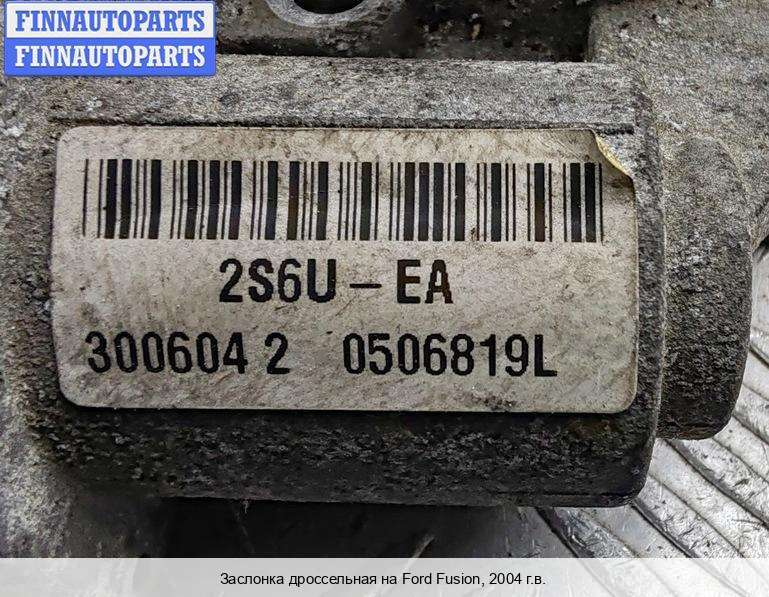 FINNAUTOPARTS
FINNAUTOPARTS
2S6U - EA
300604 2 0506819L
Заслонка дроссельная на Ford Fusion, 2004 г.в.